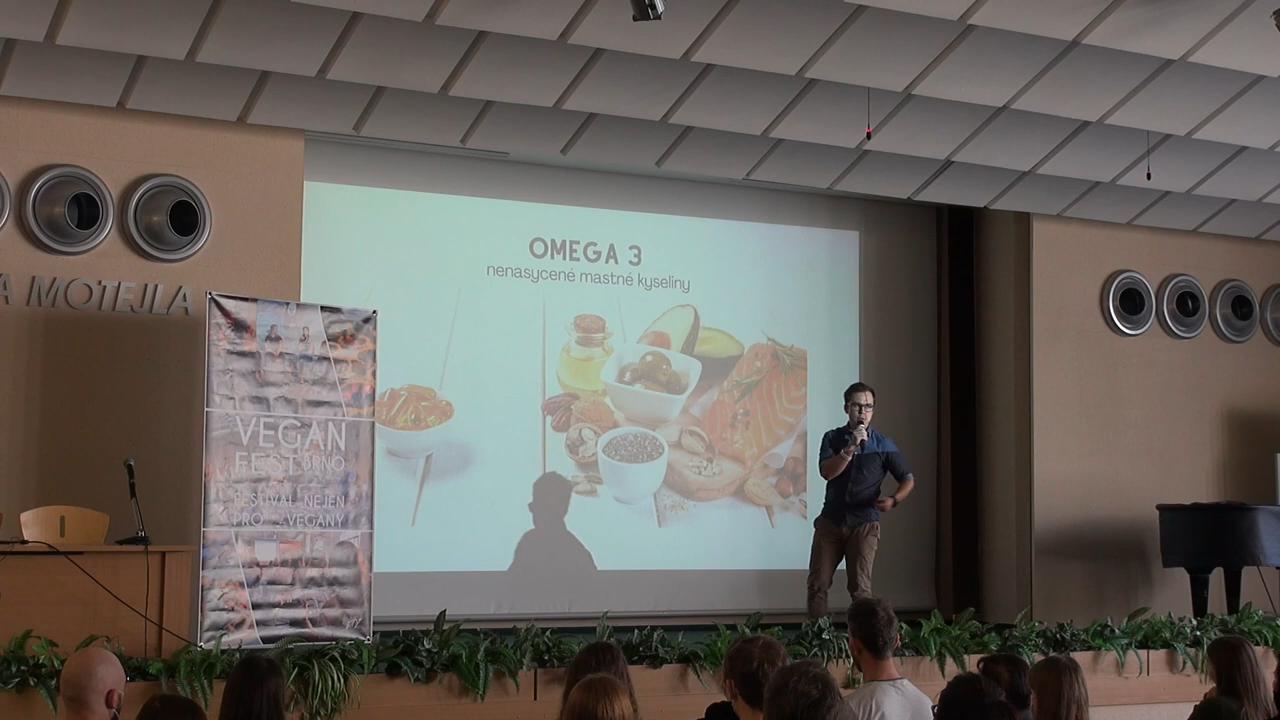 OMEGA 3
nenasycené mastné kyseliny
A MOTEJLA
VEGAN
FEST BRNO
FESTIVAL NEJEN
PRO VEGANY